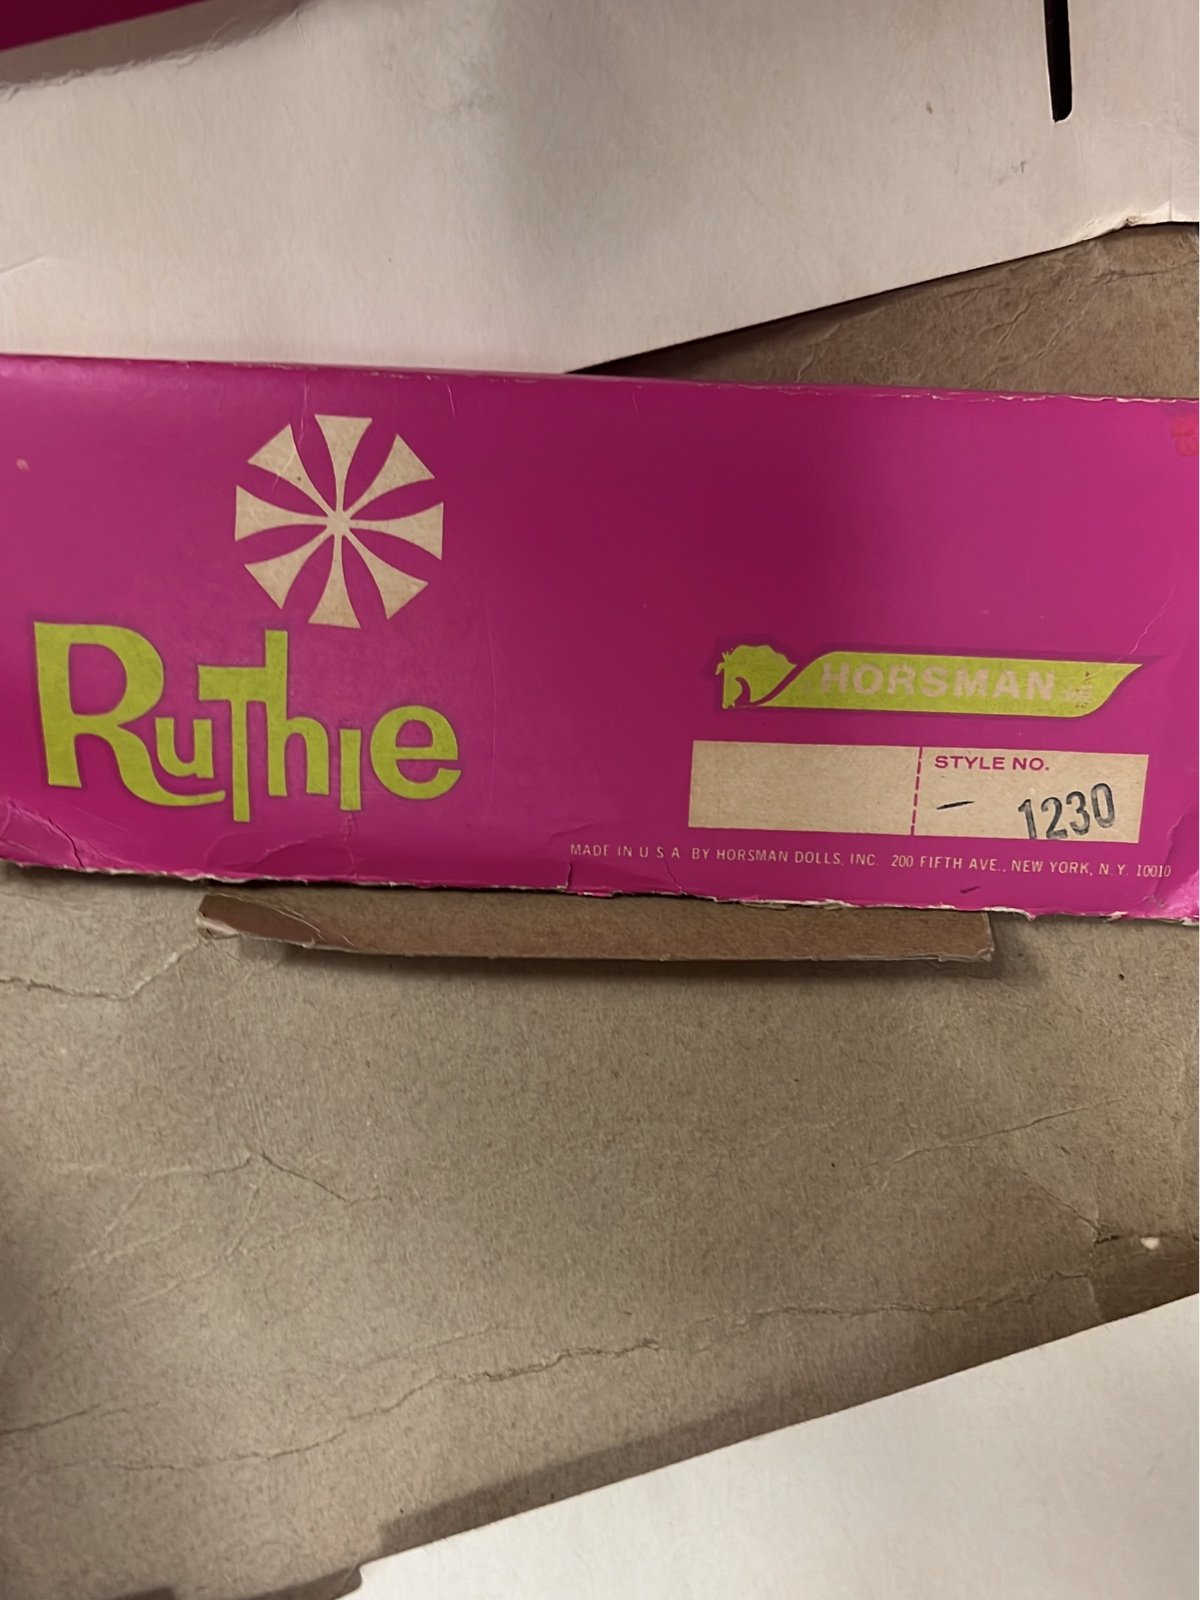 Ruthie
HORSMAN
STYLE NO.
– 1230
MADE IN U S A BY HORSMAN DOLLS, INC. 200 FIFTH AVE., NEW YORK, N.Y. 10010